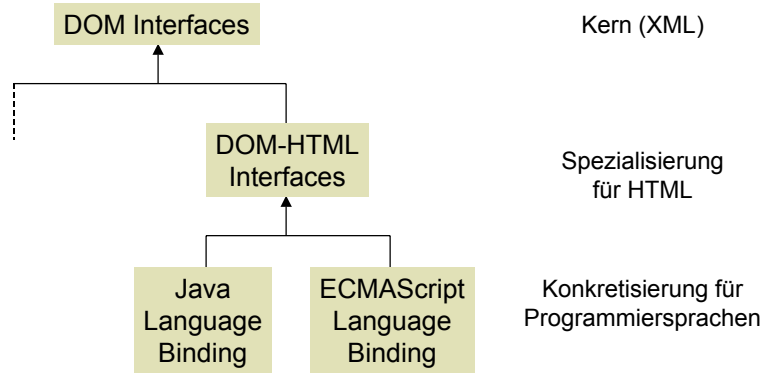 DOM Interfaces
Kern (XML)
DOM-HTML
Interfaces
Spezialisierung
für HTML
Java
Language
Binding
ECMAScript
Language
Binding
Konkretisierung für
Programmiersprachen